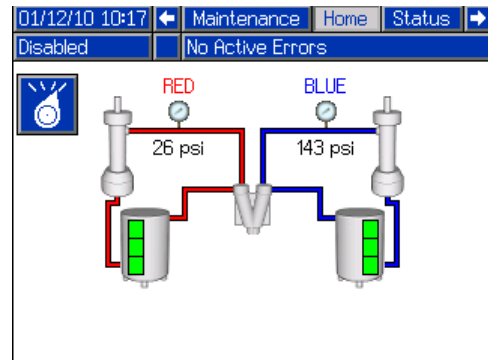 01/12/10 10:17 Maintenance Home Status
Disabled No Active Errors
RED BLUE
26 psi 143 psi